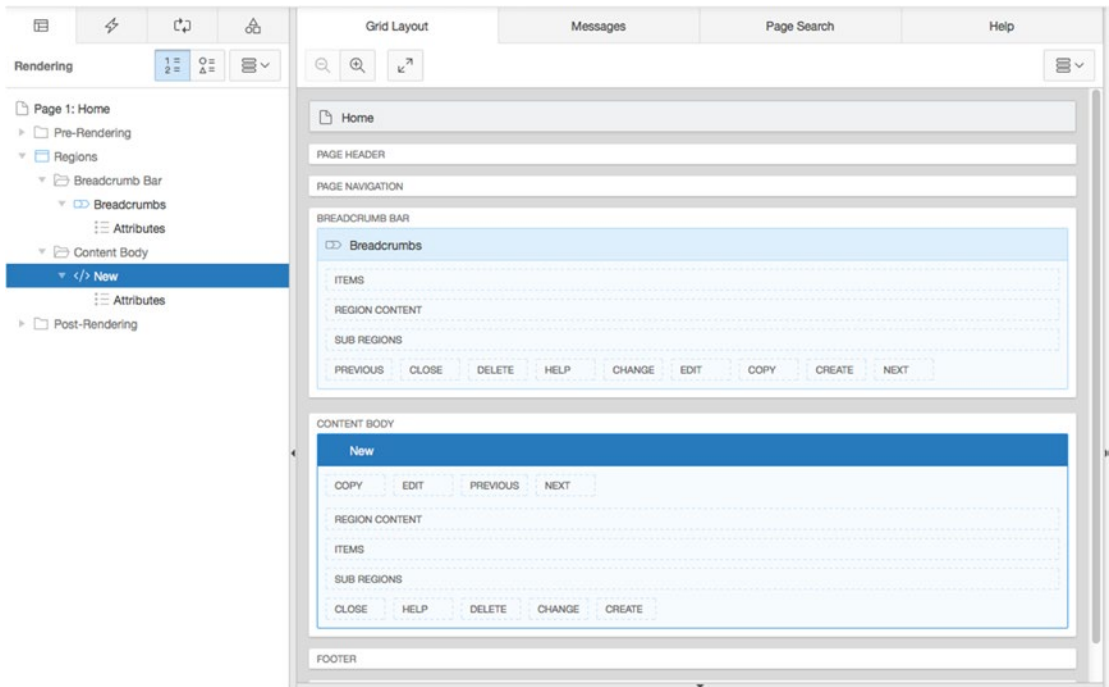 Grid Layout Messages Page Search Help
Rendering
Page 1: Home
Pre-Rendering
Regions
Breadcrumb Bar
Breadcrumbs
Attributes
Content Body
</> New
Attributes
Post-Rendering
Home
PAGE HEADER
PAGE NAVIGATION
BREADCRUMB BAR
Breadcrumbs
ITEMS
REGION CONTENT
SUB REGIONS
PREVIOUS CLOSE DELETE HELP CHANGE EDIT COPY CREATE NEXT
CONTENT BODY
New
COPY EDIT PREVIOUS NEXT
REGION CONTENT
ITEMS
SUB REGIONS
CLOSE HELP DELETE CHANGE CREATE
FOOTER